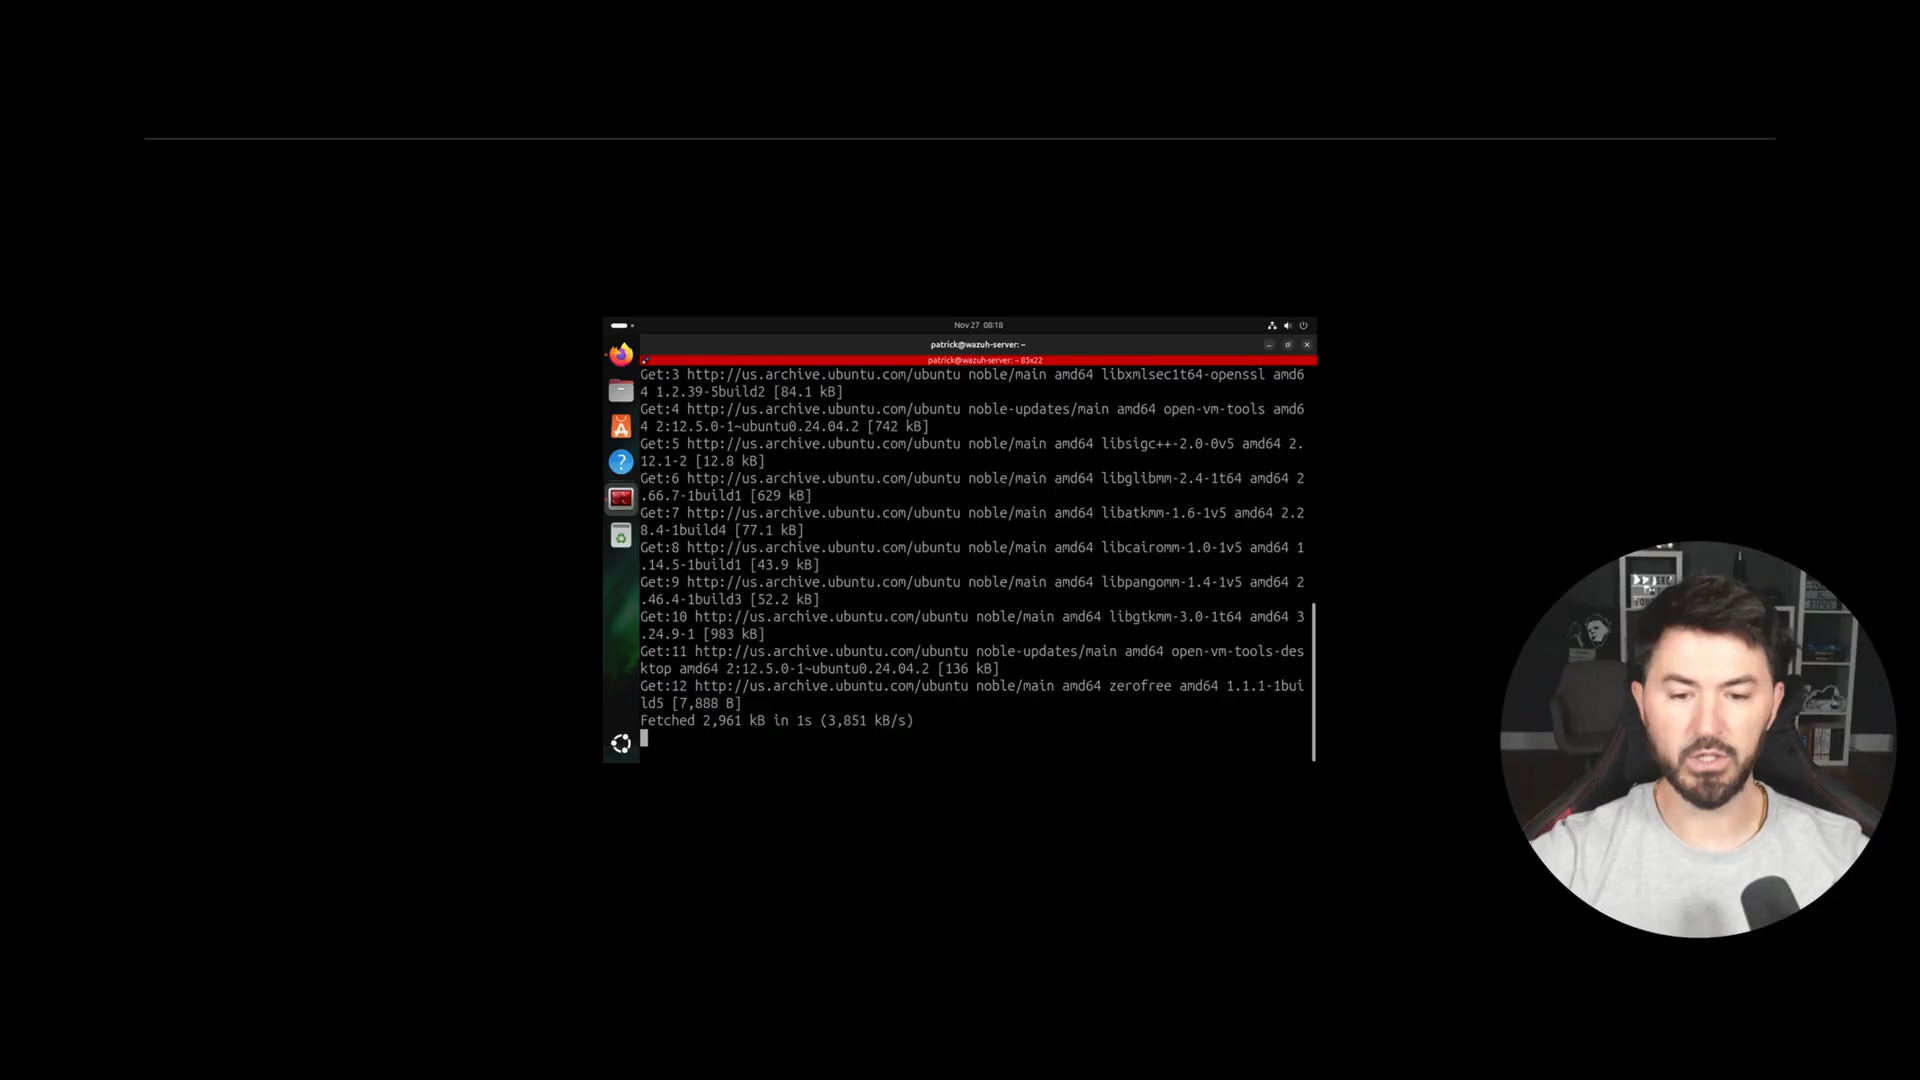 Nov 27 08:18
patrick@wazuh-server: ~
patrick@wazuh-server: ~ 85x22
Get:3 http://us.archive.ubuntu.com/ubuntu noble/main amd64 libxmlsec1t64-openssl amd6
4 1.2.39-5build2 [84.1 kB]
Get:4 http://us.archive.ubuntu.com/ubuntu noble-updates/main amd64 open-vm-tools amd6
4 2:12.5.0-1~ubuntu0.24.04.2 [742 kB]
Get:5 http://us.archive.ubuntu.com/ubuntu noble/main amd64 libsigc++-2.0-0v5 amd64 2.
12.1-2 [12.8 kB]
Get:6 http://us.archive.ubuntu.com/ubuntu noble/main amd64 libglibmm-2.4-1t64 amd64 2
.66.7-1build1 [629 kB]
Get:7 http://us.archive.ubuntu.com/ubuntu noble/main amd64 libatkmm-1.6-1v5 amd64 2.2
8.4-1build4 [77.1 kB]
Get:8 http://us.archive.ubuntu.com/ubuntu noble/main amd64 libcairomm-1.0-1v5 amd64 1
.14.5-1build1 [43.9 kB]
Get:9 http://us.archive.ubuntu.com/ubuntu noble/main amd64 libpangomm-1.4-1v5 amd64 2
.46.4-1build3 [52.2 kB]
Get:10 http://us.archive.ubuntu.com/ubuntu noble/main amd64 libgtkmm-3.0-1t64 amd64 3
.24.9-1 [983 kB]
Get:11 http://us.archive.ubuntu.com/ubuntu noble-updates/main amd64 open-vm-tools-des
ktop amd64 2:12.5.0-1~ubuntu0.24.04.2 [136 kB]
Get:12 http://us.archive.ubuntu.com/ubuntu noble/main amd64 zerofree amd64 1.1.1-1bui
ld5 [7,888 B]
Fetched 2,961 kB in 1s (3,851 kB/s)